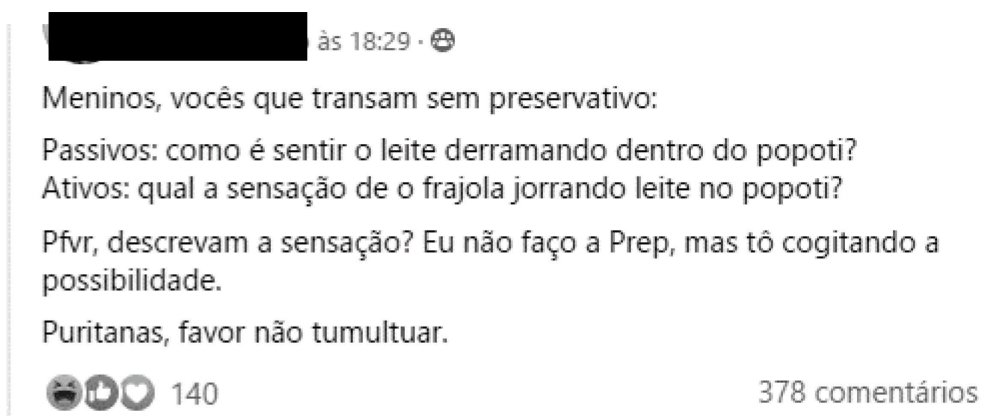 às 18:29 ·
Meninos, vocês que transam sem preservativo:
Passivos: como é sentir o leite derramando dentro do popoti?
Ativos: qual a sensação de o frajola jorrando leite no popoti?
Pfvr, descrevam a sensação? Eu não faço a Prep, mas tô cogitando a
possibilidade.
Puritanas, favor não tumultuar.
140
378 comentários